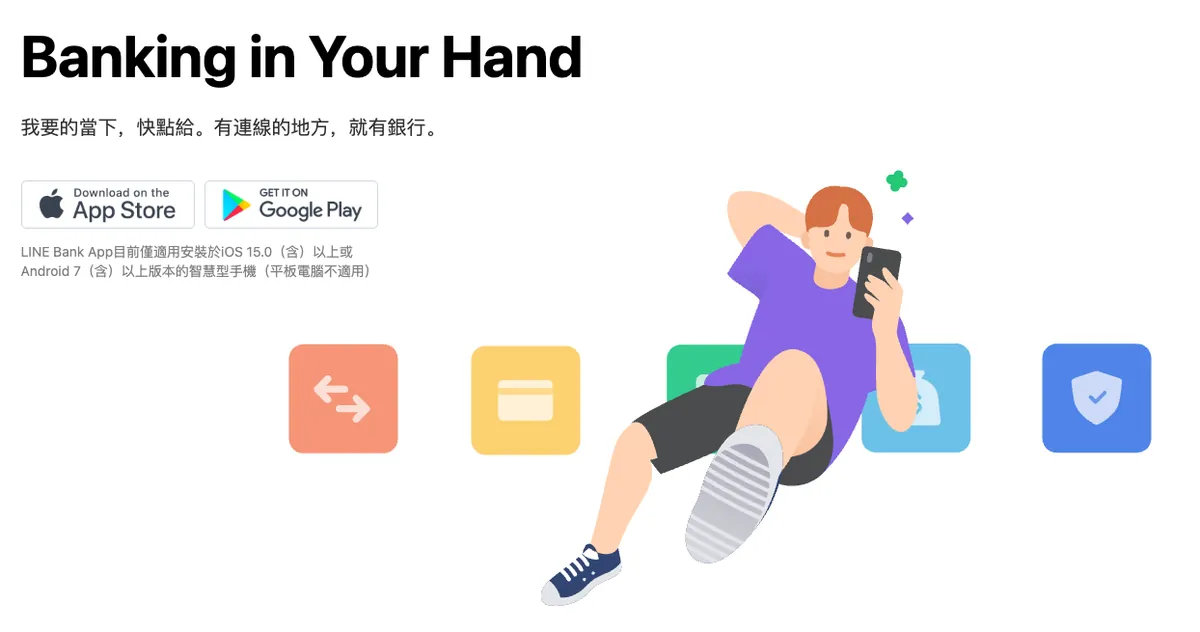 Banking in Your Hand
我要的當下，快點給。有連線的地方，就有銀行。
Download on the
App Store
GET IT ON
Google Play
LINE Bank App目前僅適用安裝於iOS 15.0（含）以上或
Android 7（含）以上版本的智慧型手機（平板電腦不適用）